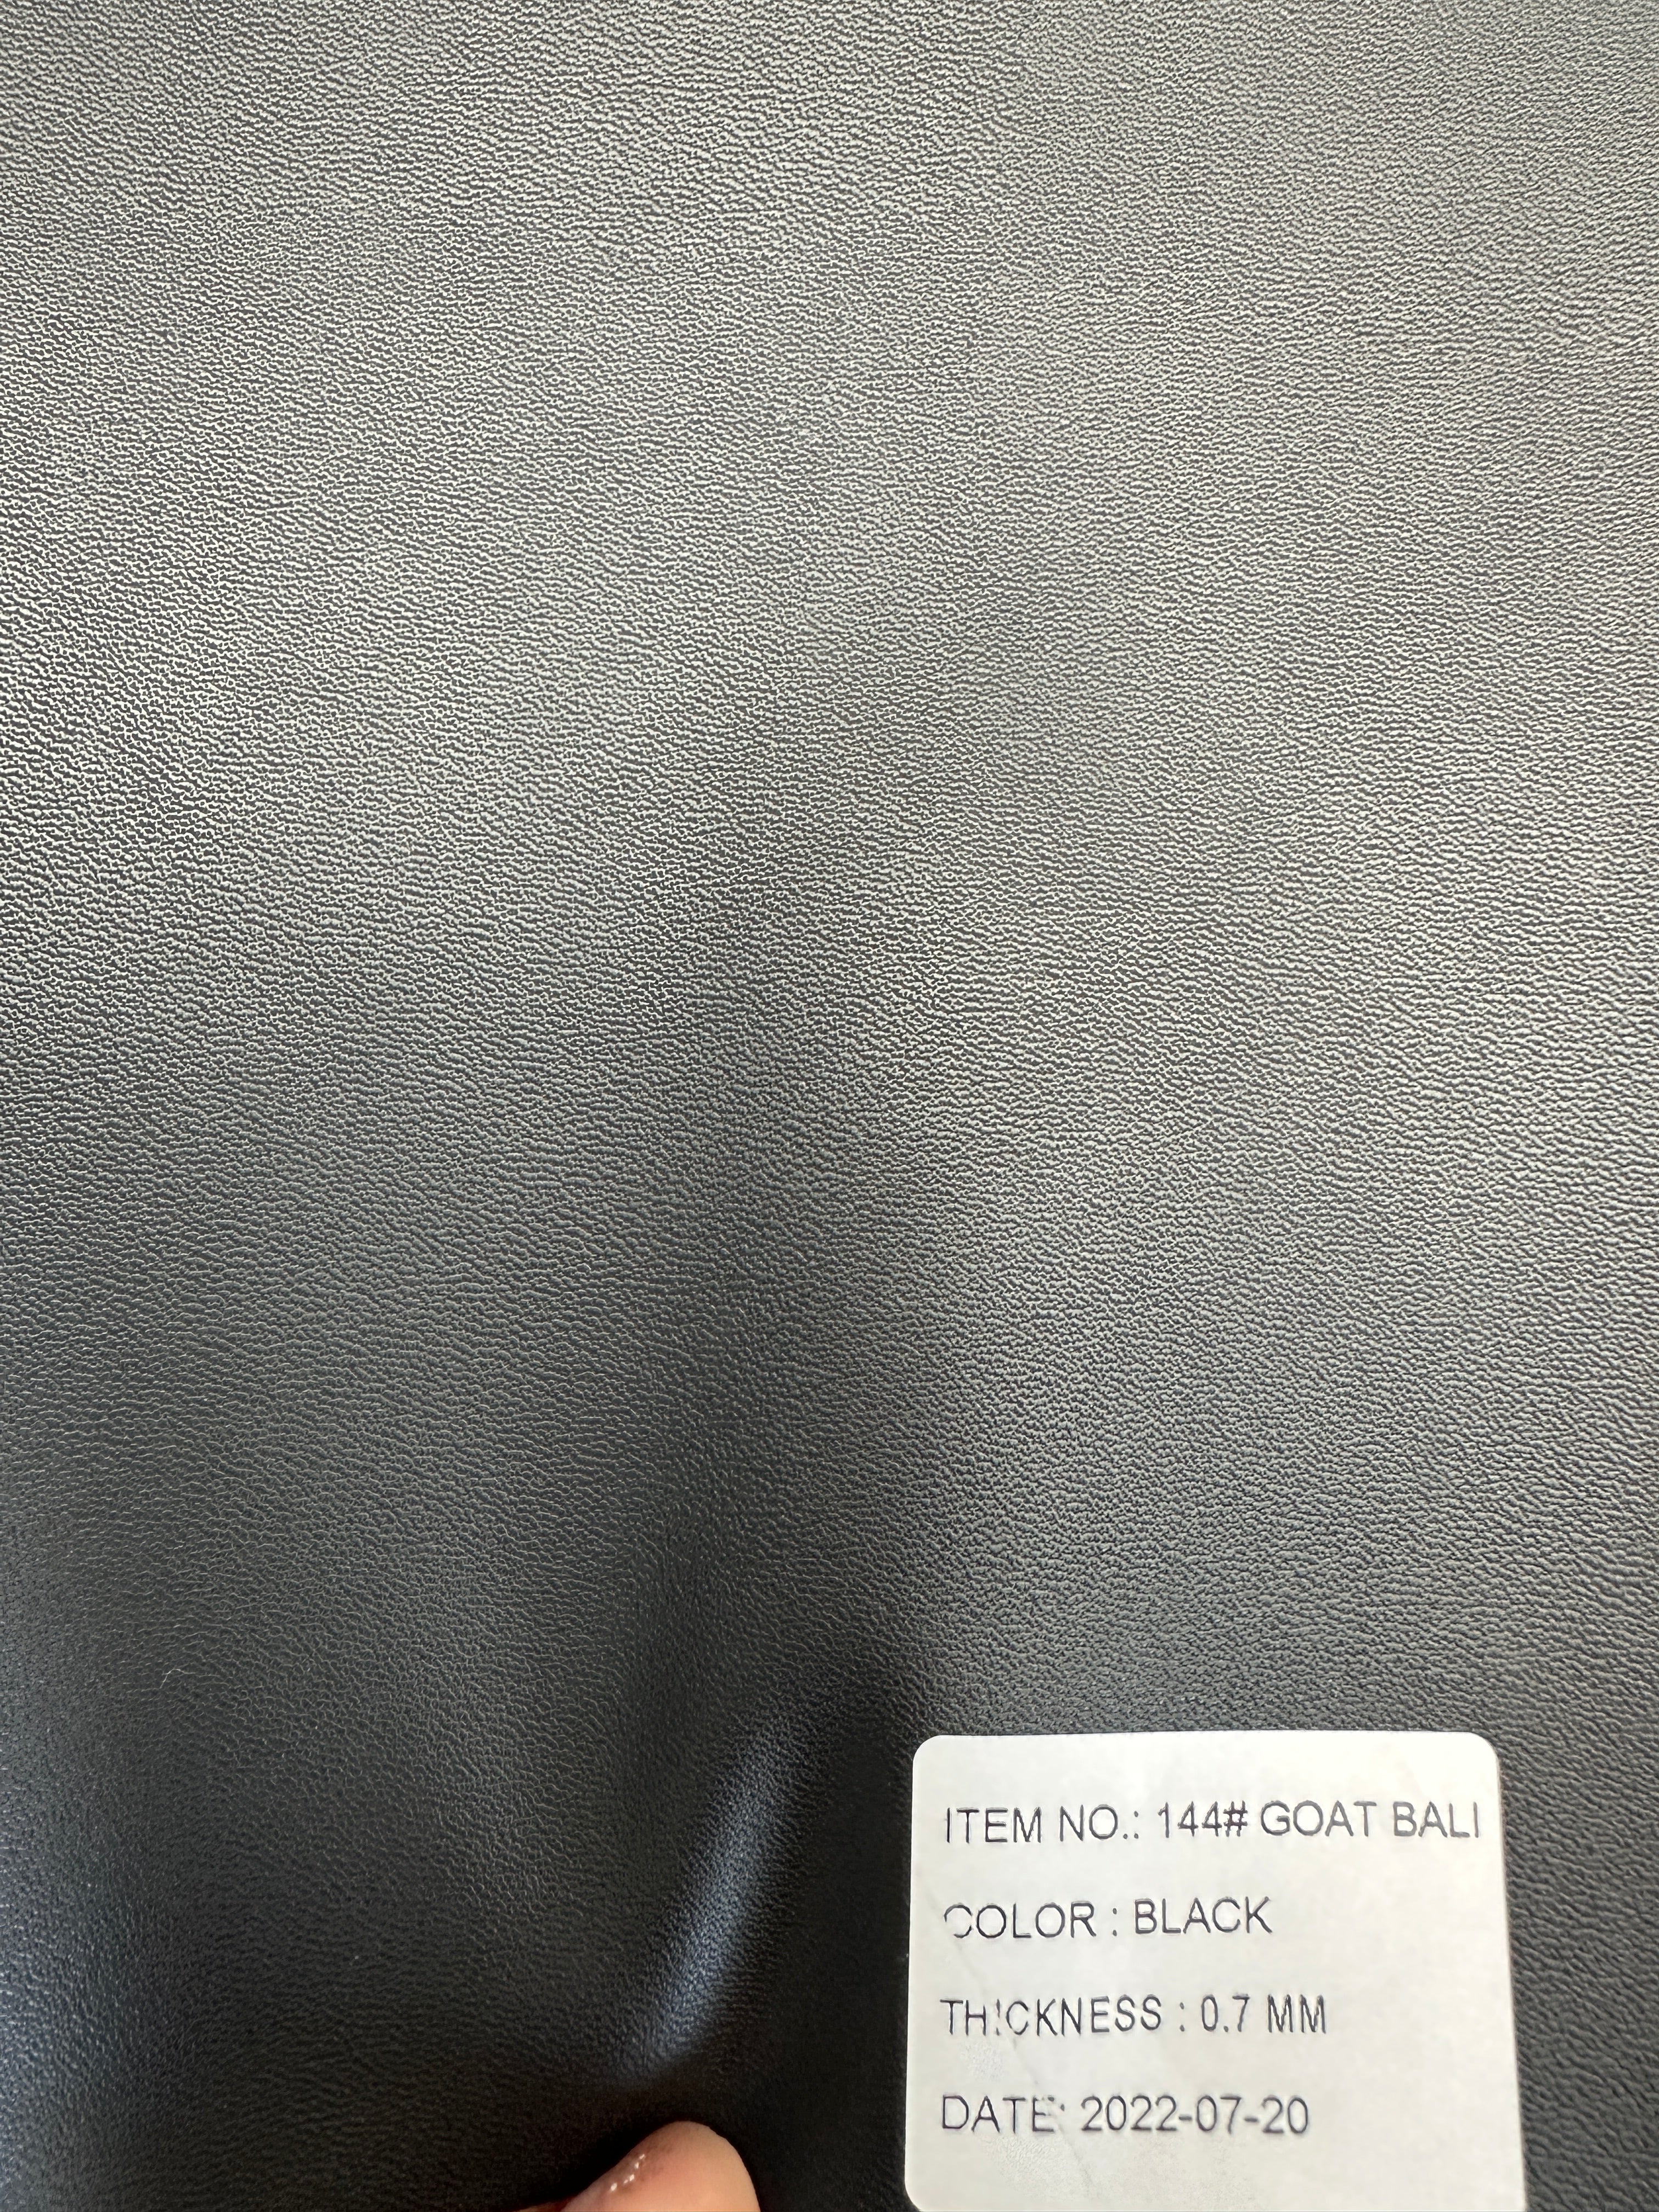 ITEM NO.: 144# GOAT BALI
COLOR : BLACK
THICKNESS : 0.7 MM
DATE: 2022-07-20